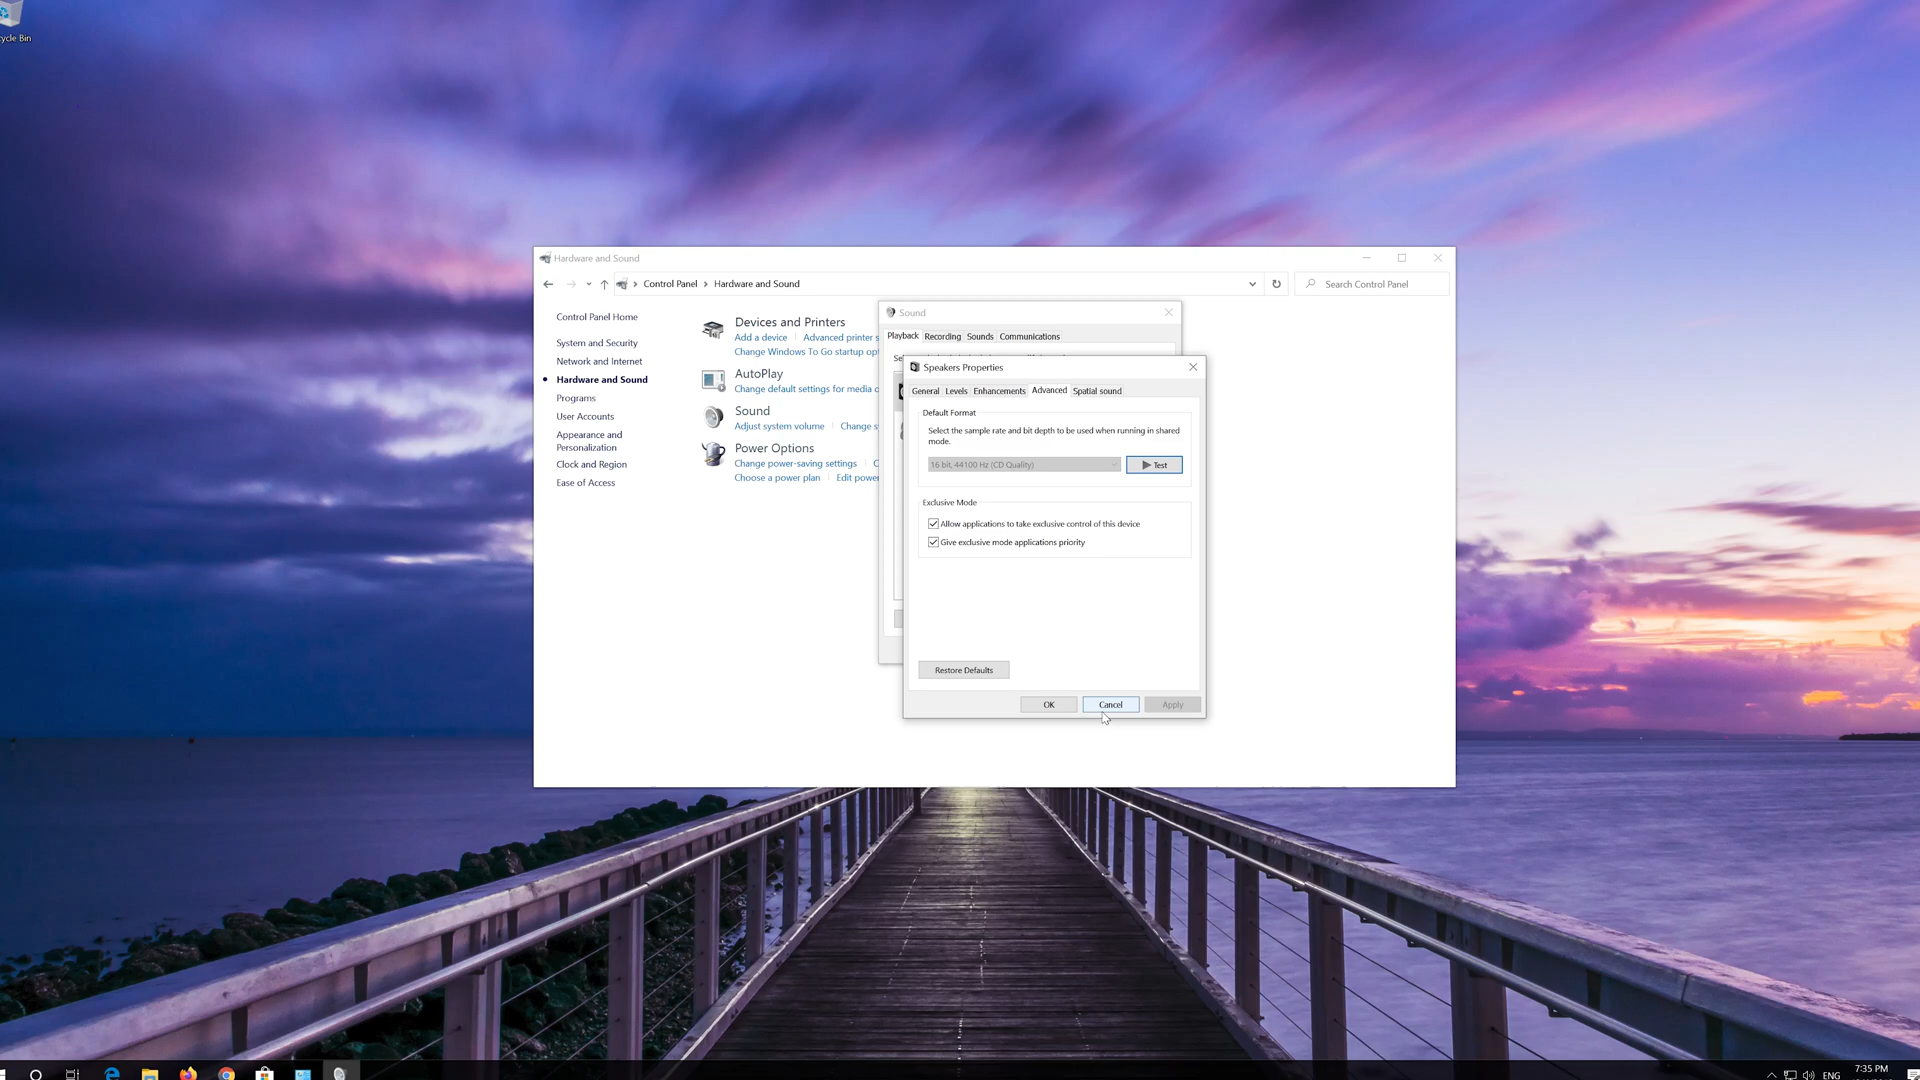 cycle Bin
Hardware and Sound
Control Panel
Hardware and Sound
Search Control Panel
Control Panel Home
System and Security
Network and Internet
Hardware and Sound
Programs
User Accounts
Appearance and
Personalization
Clock and Region
Ease of Access
Devices and Printers
Add a device
Advanced printer s
Change Windows To Go startup opt
AutoPlay
Change default settings for media o
Sound
Adjust system volume
Change s
Power Options
Change power-saving settings
C
Choose a power plan
Edit power
Sound
Playback
Recording
Sounds
Communications
Se
Speakers Properties
General
Levels
Enhancements
Advanced
Spatial sound
Default Format
Select the sample rate and bit depth to be used when running in shared
mode.
16 bit, 44100 Hz (CD Quality)
Test
Exclusive Mode
Allow applications to take exclusive control of this device
Give exclusive mode applications priority
Restore Defaults
OK
Cancel
Apply
ENG
7:35 PM